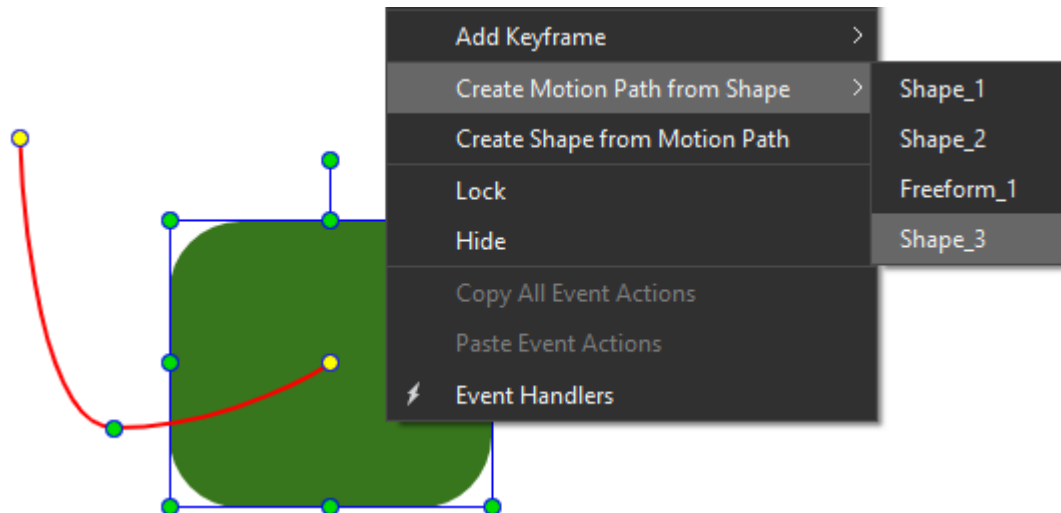 Add Keyframe
Create Motion Path from Shape
Create Shape from Motion Path
Lock
Hide
Copy All Event Actions
Paste Event Actions
Event Handlers
Shape_1
Shape_2
Freeform_1
Shape_3